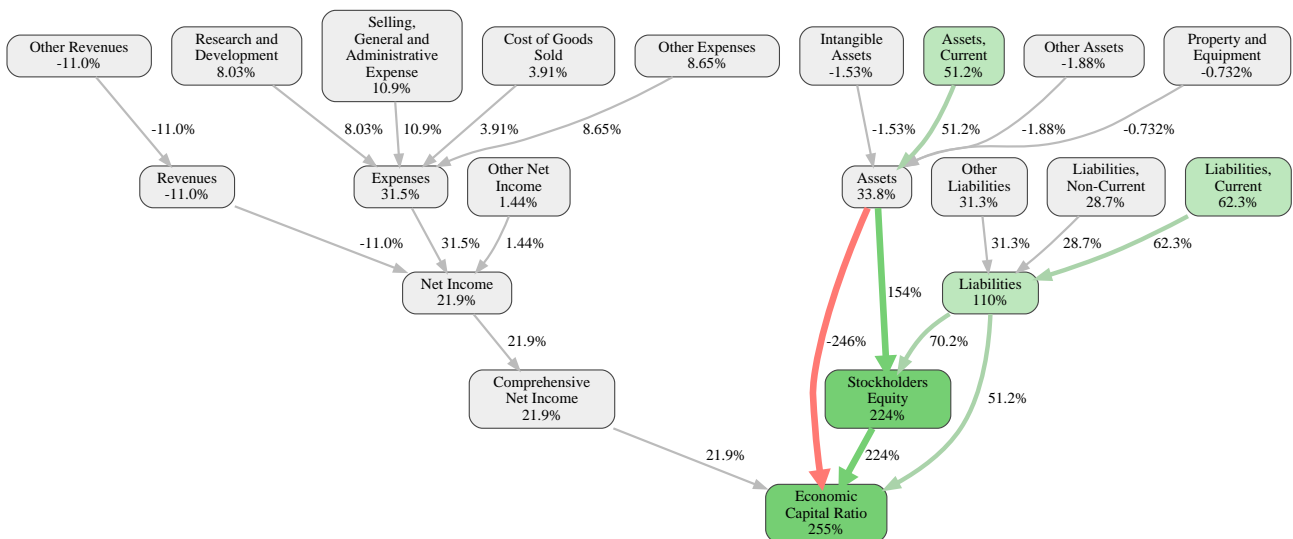 Other Revenues
-11.0%
Research and
Development
8.03%
Selling,
General and
Administrative
Expense
10.9%
Cost of Goods
Sold
3.91%
Other Expenses
8.65%
Intangible
Assets
-1.53%
Assets,
Current
51.2%
Other Assets
-1.88%
Property and
Equipment
-0.732%
-11.0%
8.03%
10.9%
3.91%
8.65%
-1.53%
51.2%
-1.88%
-0.732%
Revenues
-11.0%
Expenses
31.5%
Other Net
Income
1.44%
Assets
33.8%
Other
Liabilities
31.3%
Liabilities,
Non-Current
28.7%
Liabilities,
Current
62.3%
-11.0%
31.5%
1.44%
31.3%
28.7%
62.3%
Net Income
21.9%
Liabilities
110%
154%
21.9%
-246%
70.2%
Comprehensive
Net Income
21.9%
Stockholders
Equity
224%
51.2%
21.9%
224%
Economic
Capital Ratio
255%